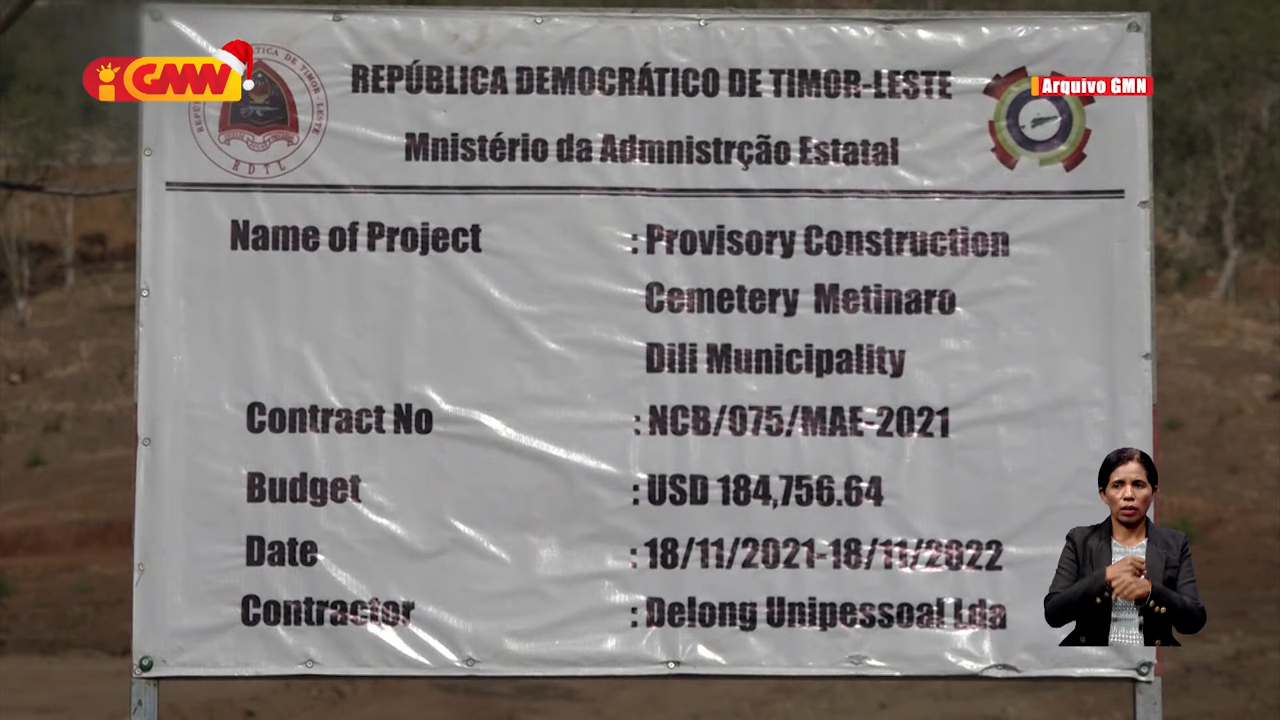 GMN
Arquivo GMN
REPÚBLICA DEMOCRÁTICO DE TIMOR-LESTE
Mnistério da Admnistrção Estatal
RDTL
Name of Project : Provisory Construction
Cemetery Metinaro
Dili Municipality
Contract No : NCB/075/MAE-2021
Budget : USD 184,756.64
Date : 18/11/2021-18/11/2022
Contractor : Delong Unipessoal Lda